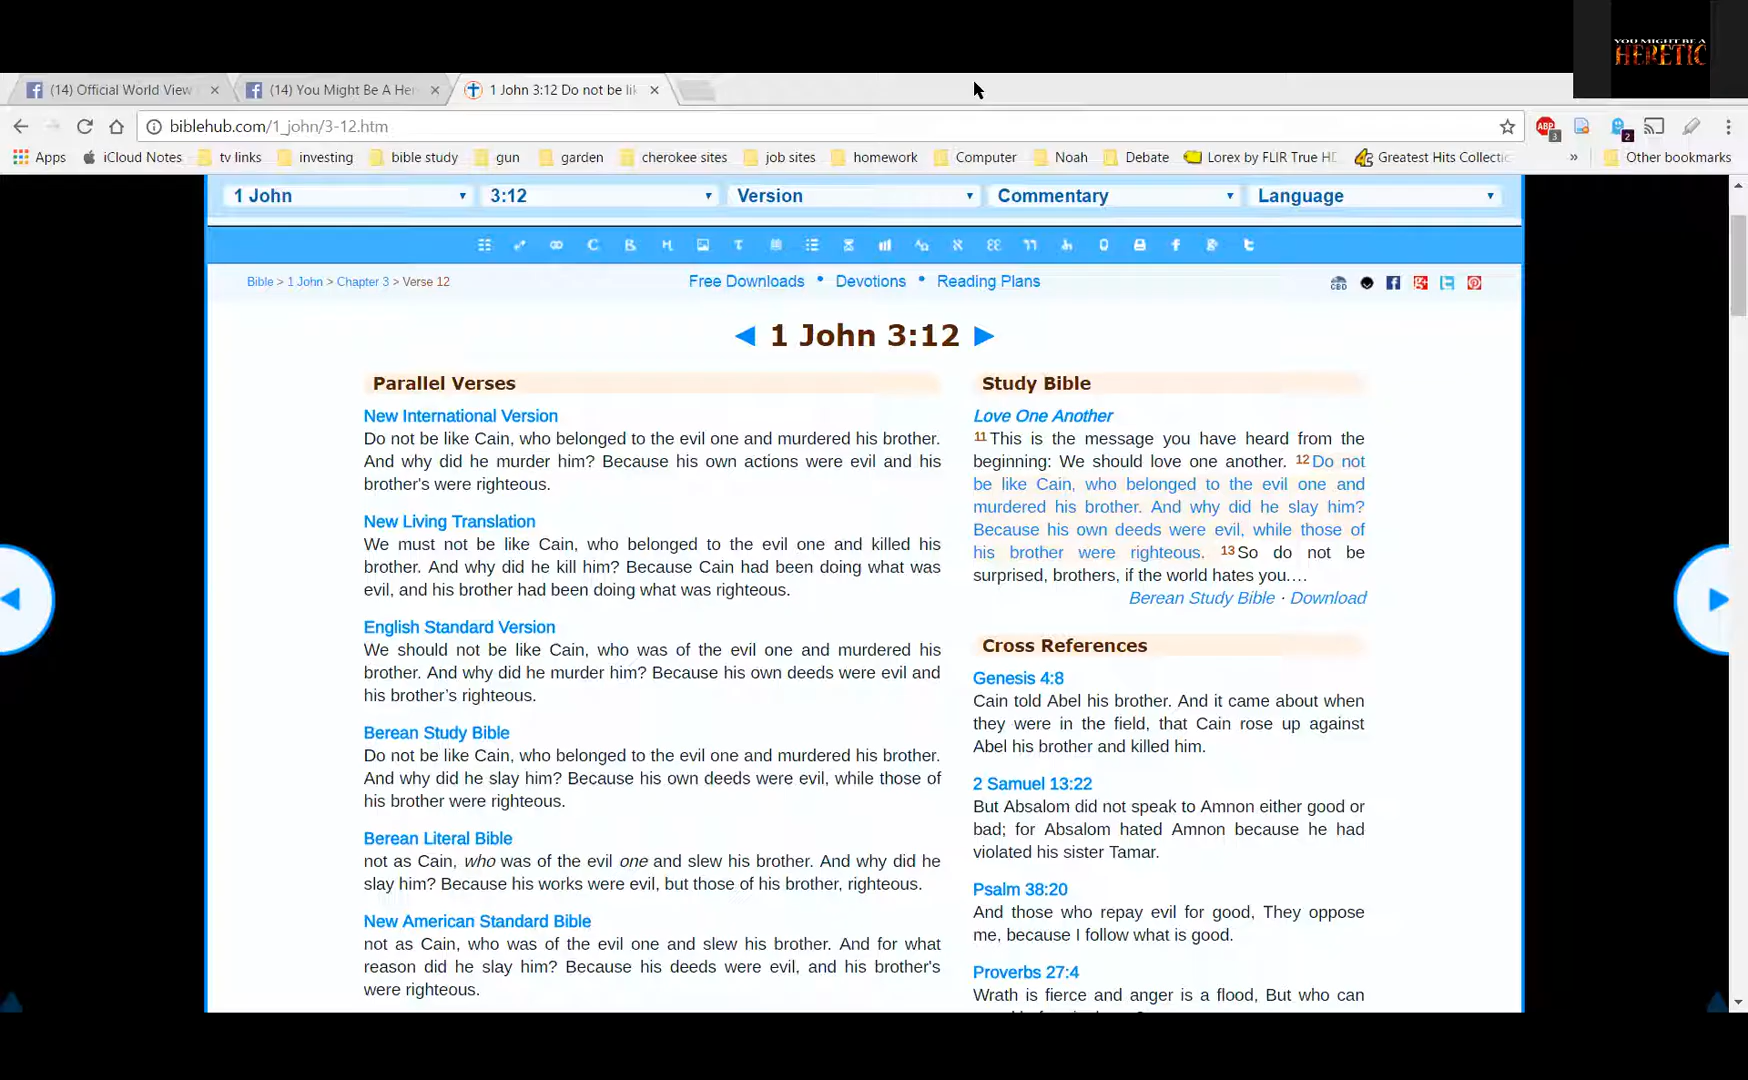 YOU MIGHT BE A
HERETIC
(14) Official World View
(14) You Might Be A Her
1 John 3:12 Do not be li
biblehub.com/1_john/3-12.htm
ABP
3
2
Apps
iCloud Notes
tv links
investing
bible study
gun
garden
cherokee sites
job sites
homework
Computer
Noah
Debate
Lorex by FLIR True HD
Greatest Hits Collectic
»
Other bookmarks
1 John
3:12
Version
Commentary
Language
Bible > 1 John > Chapter 3 > Verse 12
Free Downloads • Devotions • Reading Plans
CBD
1 John 3:12
Parallel Verses
New International Version
Do not be like Cain, who belonged to the evil one and murdered his brother.
And why did he murder him? Because his own actions were evil and his
brother's were righteous.
New Living Translation
We must not be like Cain, who belonged to the evil one and killed his
brother. And why did he kill him? Because Cain had been doing what was
evil, and his brother had been doing what was righteous.
English Standard Version
We should not be like Cain, who was of the evil one and murdered his
brother. And why did he murder him? Because his own deeds were evil and
his brother’s righteous.
Berean Study Bible
Do not be like Cain, who belonged to the evil one and murdered his brother.
And why did he slay him? Because his own deeds were evil, while those of
his brother were righteous.
Berean Literal Bible
not as Cain, who was of the evil one and slew his brother. And why did he
slay him? Because his works were evil, but those of his brother, righteous.
New American Standard Bible
not as Cain, who was of the evil one and slew his brother. And for what
reason did he slay him? Because his deeds were evil, and his brother's
were righteous.
Study Bible
Love One Another
11 This is the message you have heard from the
beginning: We should love one another. 12 Do not
be like Cain, who belonged to the evil one and
murdered his brother. And why did he slay him?
Because his own deeds were evil, while those of
his brother were righteous. 13 So do not be
surprised, brothers, if the world hates you.…
Berean Study Bible · Download
Cross References
Genesis 4:8
Cain told Abel his brother. And it came about when
they were in the field, that Cain rose up against
Abel his brother and killed him.
2 Samuel 13:22
But Absalom did not speak to Amnon either good or
bad; for Absalom hated Amnon because he had
violated his sister Tamar.
Psalm 38:20
And those who repay evil for good, They oppose
me, because I follow what is good.
Proverbs 27:4
Wrath is fierce and anger is a flood, But who can